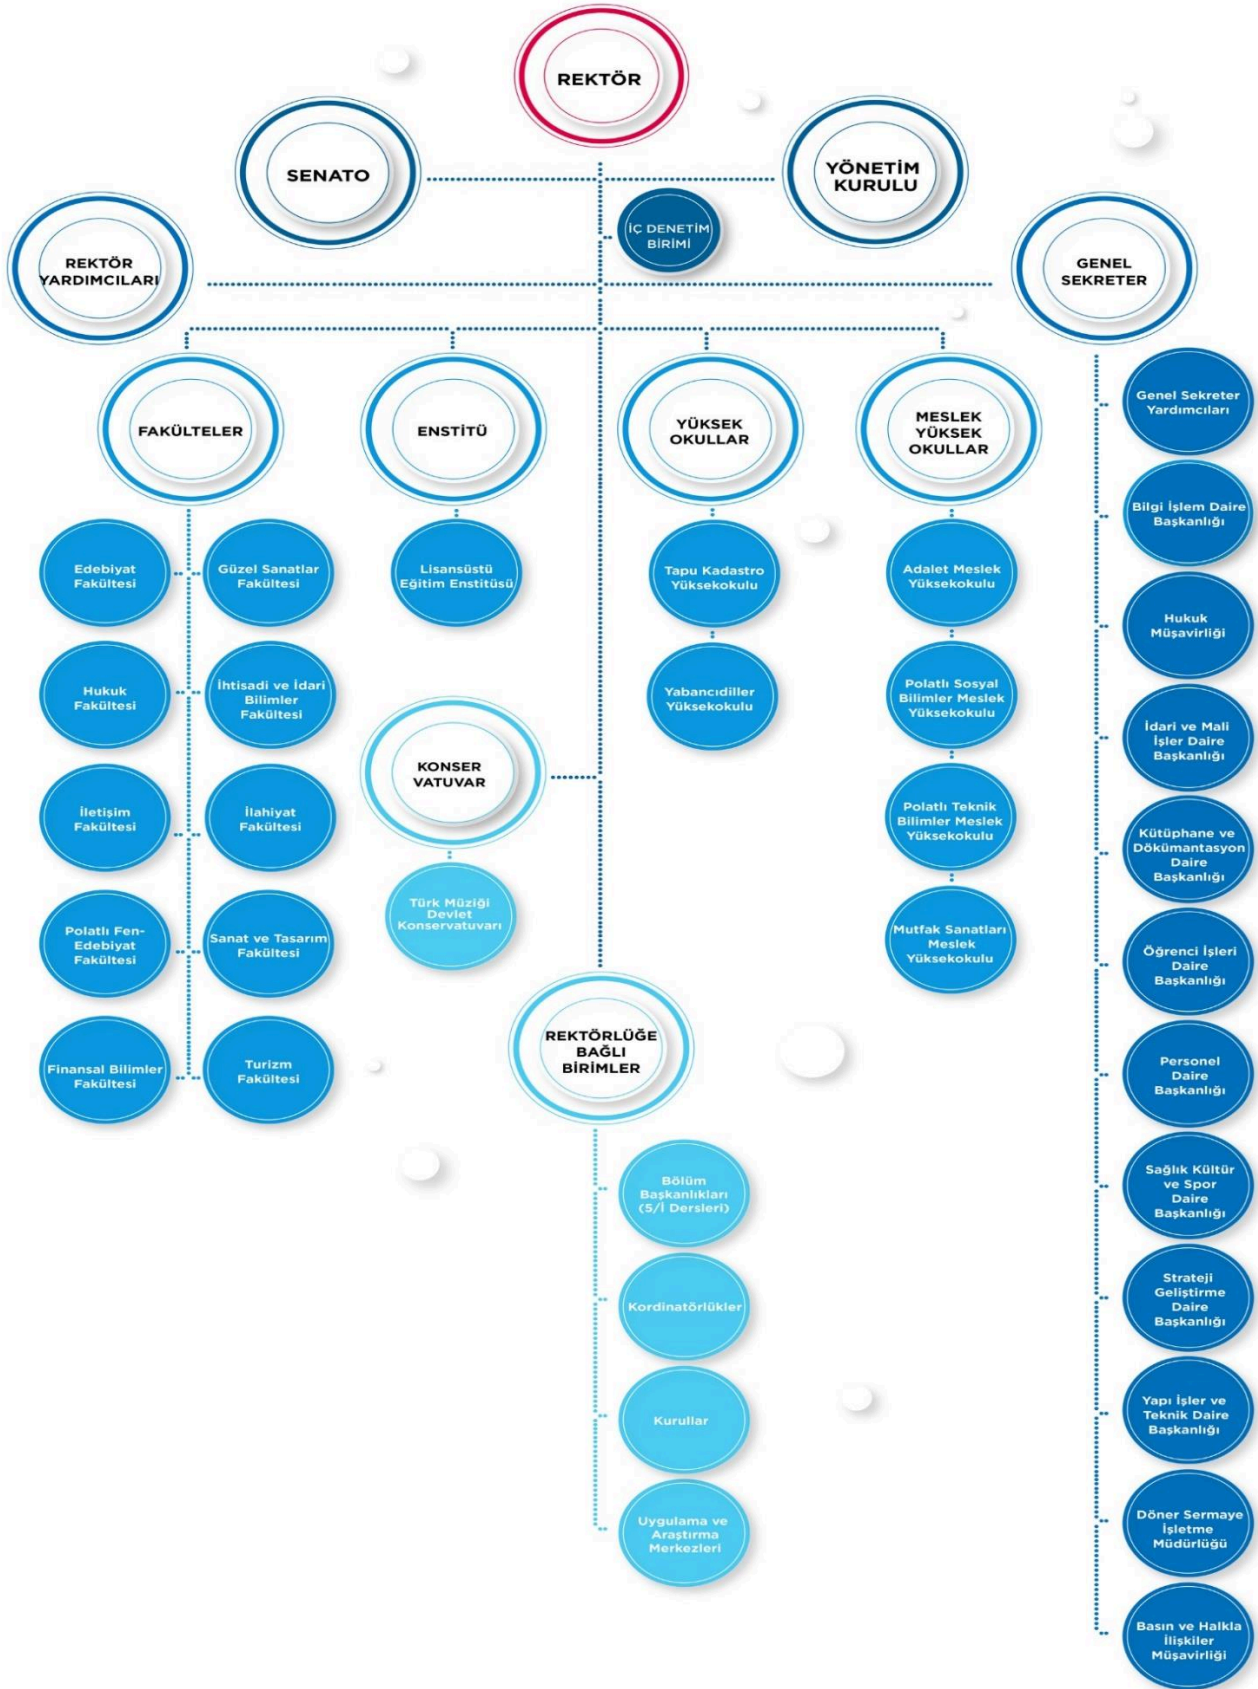 REKTÖR
SENATO
YÖNETİM
KURULU
İÇ DENETİM
BİRİMİ
REKTÖR
YARDIMCILARI
GENEL
SEKRETER
FAKÜLTELER
ENSTİTÜ
YÜKSEK
OKULLAR
MESLEK
YÜKSEK
OKULLAR
Edebiyat
Fakültesi
Güzel Sanatlar
Fakültesi
Hukuk
Fakültesi
İhtisadi ve İdari
Bilimler
Fakültesi
İletişim
Fakültesi
İlahiyat
Fakültesi
Polatlı Fen-
Edebiyat
Fakültesi
Sanat ve Tasarım
Fakültesi
Finansal Bilimler
Fakültesi
Turizm
Fakültesi
Lisansüstü
Eğitim Enstitüsü
KONSER
VATUVAR
Türk Müziği
Devlet
Konservatuvarı
Tapu Kadastro
Yüksekokulu
Yabancıdiller
Yüksekokulu
Adalet Meslek
Yüksekokulu
Polatlı Sosyal
Bilimler Meslek
Yüksekokulu
Polatlı Teknik
Bilimler Meslek
Yüksekokulu
Mutfak Sanatları
Meslek
Yüksekokulu
REKTÖRLÜĞE
BAĞLI
BİRİMLER
Bölüm
Başkanlıkları
(5/İ Dersleri)
Kordinatörlükler
Kurullar
Uygulama ve
Araştırma
Merkezleri
Genel Sekreter
Yardımcıları
Bilgi İşlem Daire
Başkanlığı
Hukuk
Müşavirliği
İdari ve Mali
İşler Daire
Başkanlığı
Kütüphane ve
Dökümantasyon
Daire
Başkanlığı
Öğrenci İşleri
Daire
Başkanlığı
Personel
Daire
Başkanlığı
Sağlık Kültür
ve Spor
Daire
Başkanlığı
Strateji
Geliştirme
Daire
Başkanlığı
Yapı İşler ve
Teknik Daire
Başkanlığı
Döner Sermaye
İşletme
Müdürlüğü
Basın ve Halkla
İlişkiler
Müşavirliği